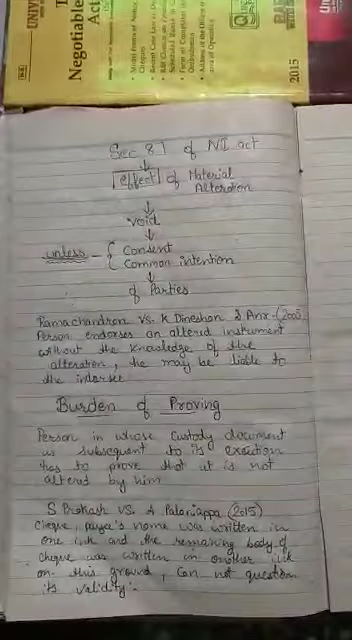 UNIV
Negotiable
Act
2015
Sec 87 of NI act
Effect of Material
Alteration
void
unless - { Consent
Common intention
of Parties
Ramachandran vs. K Dineshan & Anr - (2005)
Person endorses an altered instrument
without the knowledge of the
alteration, he may be liable to
the indorsee
Burden of Proving
Person in whose custody document
is subsequent to its exection
has to prove that it is not
altered by him
S Prakash vs. Palaniappa (2015)
Cheque, payee's name was written in
one ink and the remaining body of
cheque was written in another ink
on this ground, Can not question
its validity.